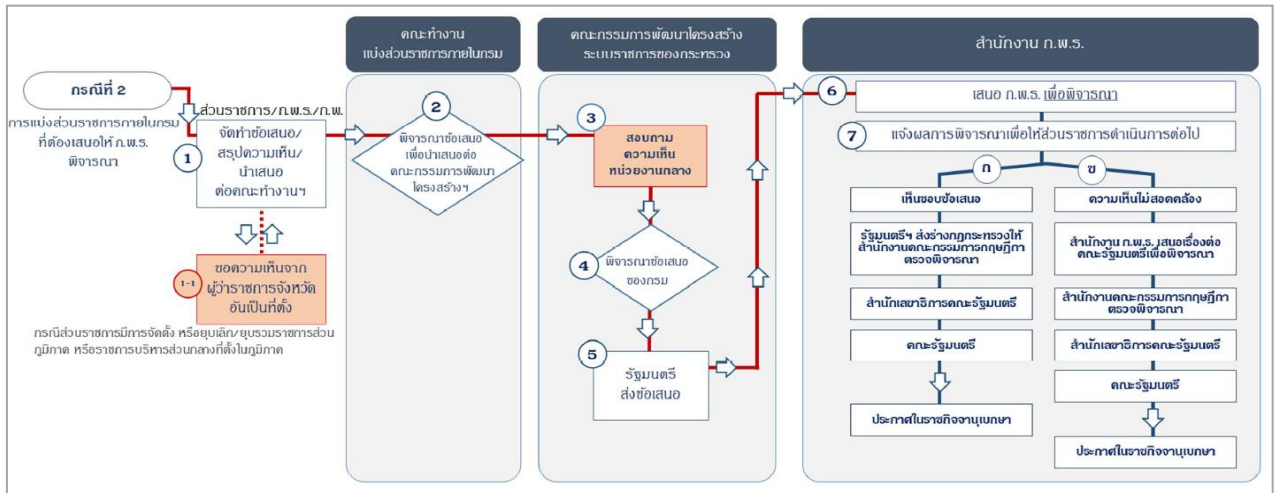 คณะทำงาน
แบ่งส่วนราชการภายในกรม
คณะกรรมการพัฒนาโครงสร้าง
ระบบราชการของกระทรวง
สำนักงาน ก.พ.ร.
กรณีที่ 2
การแบ่งส่วนราชการภายในกรม
ที่ต้องเสนอให้ ก.พ.ร.
พิจารณา
ส่วนราชการ/ก.พ.ร./ก.พ.
1
จัดทำข้อเสนอ/
สรุปความเห็น/
นำเสนอ
ต่อคณะทำงานฯ
1-1
ขอความเห็นจาก
ผู้ว่าราชการจังหวัด
อันเป็นที่ตั้ง
กรณีส่วนราชการมีการจัดตั้ง หรือยุบเลิก/ยุบรวมราชการส่วน
ภูมิภาค หรือราชการบริหารส่วนกลางที่ตั้งในภูมิภาค
2
พิจารณาข้อเสนอ
เพื่อนำเสนอต่อ
คณะกรรมการพัฒนา
โครงสร้างฯ
3
สอบถาม
ความเห็น
หน่วยงานกลาง
4
พิจารณาข้อเสนอ
ของกรม
5
รัฐมนตรี
ส่งข้อเสนอ
6
เสนอ ก.พ.ร. เพื่อพิจารณา
7
แจ้งผลการพิจารณาเพื่อให้ส่วนราชการดำเนินการต่อไป
ก
เห็นชอบข้อเสนอ
รัฐมนตรีฯ ส่งร่างกฎกระทรวงให้
สำนักงานคณะกรรมการกฤษฎีกา
ตรวจพิจารณา
สำนักเลขาธิการคณะรัฐมนตรี
คณะรัฐมนตรี
ประกาศในราชกิจจานุเบกษา
ข
ความเห็นไม่สอดคล้อง
สำนักงาน ก.พ.ร. เสนอเรื่องต่อ
คณะรัฐมนตรีเพื่อพิจารณา
สำนักงานคณะกรรมการกฤษฎีกา
ตรวจพิจารณา
สำนักเลขาธิการคณะรัฐมนตรี
คณะรัฐมนตรี
ประกาศในราชกิจจานุเบกษา